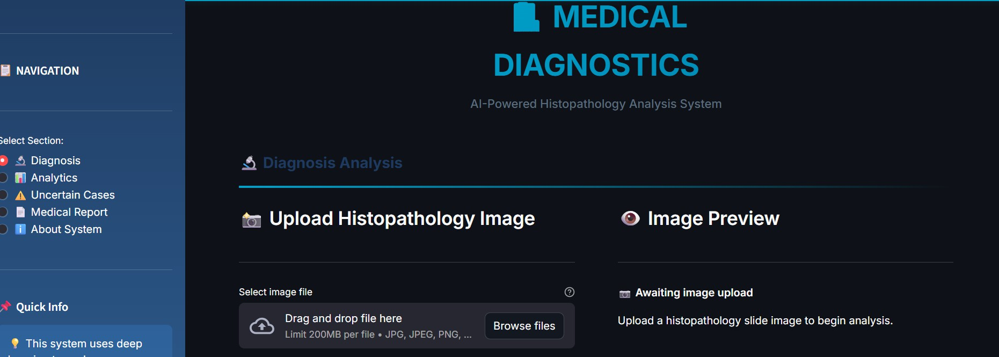 NAVIGATION
Select Section:
Diagnosis
Analytics
Uncertain Cases
Medical Report
About System
Quick Info
This system uses deep
MEDICAL
DIAGNOSTICS
AI-Powered Histopathology Analysis System
Diagnosis Analysis
Upload Histopathology Image
Select image file
Drag and drop file here
Limit 200MB per file • JPG, JPEG, PNG, ...
Browse files
Image Preview
Awaiting image upload
Upload a histopathology slide image to begin analysis.